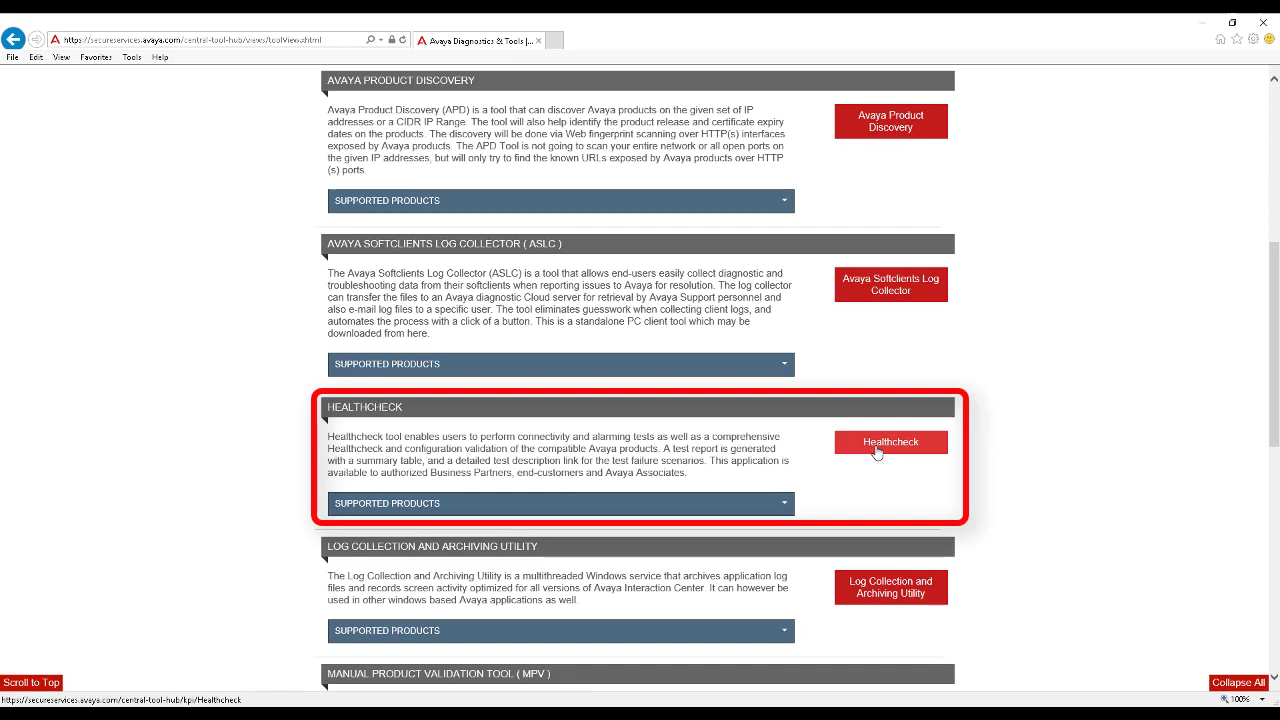 https://secureservices.avaya.com/central-tool-hub/views/toolView.xhtml
Avaya Diagnostics & Tools |...
File Edit View Favorites Tools Help
AVAYA PRODUCT DISCOVERY
Avaya Product Discovery (APD) is a tool that can discover Avaya products on the given set of IP
addresses or a CIDR IP Range. The tool will also help identify the product release and certificate expiry
dates on the products. The discovery will be done via Web fingerprint scanning over HTTP(s) interfaces
exposed by Avaya products. The APD Tool is not going to scan your entire network or all open ports on
the given IP addresses, but will only try to find the known URLs exposed by Avaya products over HTTP
(s) ports.
Avaya Product
Discovery
SUPPORTED PRODUCTS
AVAYA SOFTCLIENTS LOG COLLECTOR ( ASLC )
The Avaya Softclients Log Collector (ASLC) is a tool that allows end-users easily collect diagnostic and
troubleshooting data from their softclients when reporting issues to Avaya for resolution. The log collector
can transfer the files to an Avaya diagnostic Cloud server for retrieval by Avaya Support personnel and
also e-mail log files to a specific user. The tool eliminates guesswork when collecting client logs, and
automates the process with a click of a button. This is a standalone PC client tool which may be
downloaded from here.
Avaya Softclients Log
Collector
SUPPORTED PRODUCTS
HEALTHCHECK
Healthcheck tool enables users to perform connectivity and alarming tests as well as a comprehensive
Healthcheck and configuration validation of the compatible Avaya products. A test report is generated
with a summary table, and a detailed test description link for the test failure scenarios. This application is
available to authorized Business Partners, end-customers and Avaya Associates.
Healthcheck
SUPPORTED PRODUCTS
LOG COLLECTION AND ARCHIVING UTILITY
The Log Collection and Archiving Utility is a multithreaded Windows service that archives application log
files and records screen activity optimized for all versions of Avaya Interaction Center. It can however be
used in other windows based Avaya applications as well.
Log Collection and
Archiving Utility
SUPPORTED PRODUCTS
MANUAL PRODUCT VALIDATION TOOL ( MPV )
Scroll to Top
Collapse All
https://secureservices.avaya.com/central-tool-hub/kpi/Healthcheck
100%